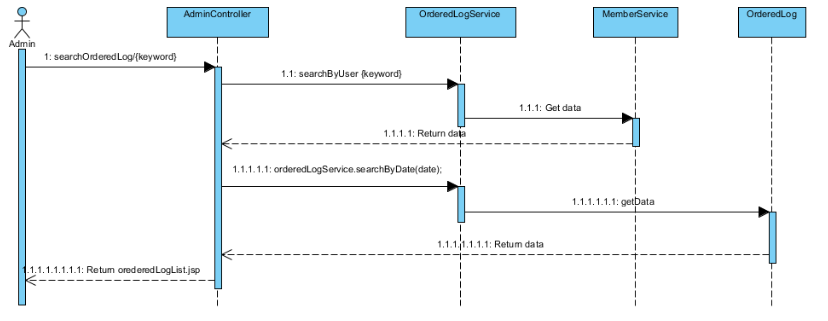 AdminController
OrderedLogService
MemberService
OrderedLog
Admin
1: searchOrderedLog/{keyword}
1.1: searchByUser {keyword}
1.1.1: Get data
1.1.1.1: Return data
1.1.1.1.1: orderedLogService.searchByDate(date);
1.1.1.1.1.1: getData
1.1.1.1.1.1.1: Return data
1.1.1.1.1.1.1.1: Return orederedLogList.jsp